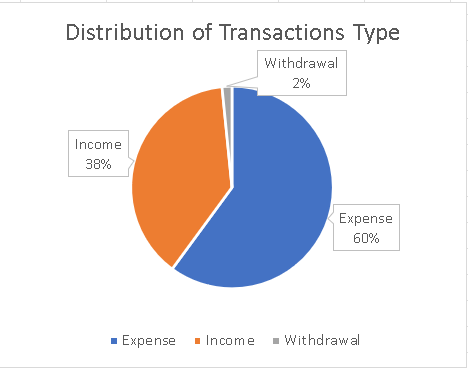 Distribution of Transactions Type
Withdrawal
2%
Income
38%
Expense
60%
Expense Income Withdrawal